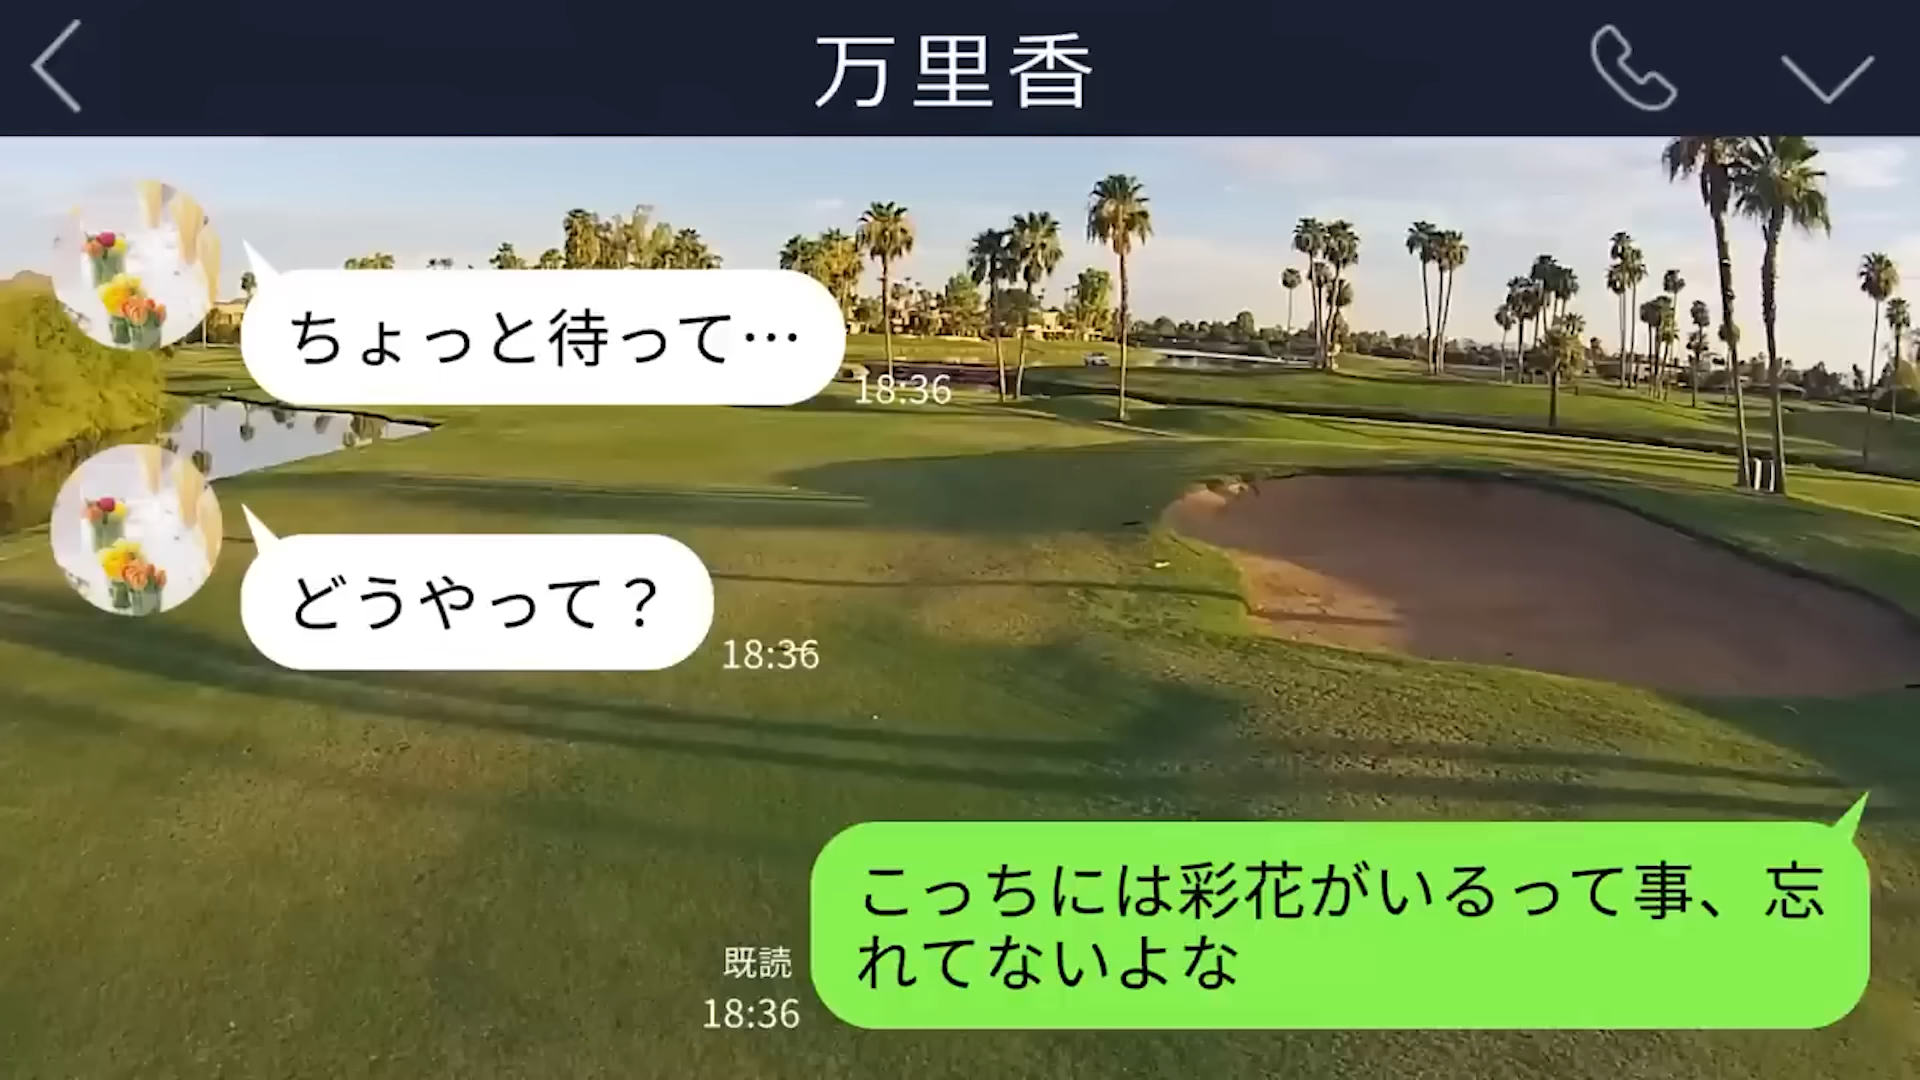 万里香
ちょっと待って…
18:36
どうやって？
18:36
こっちには彩花がいるって事、忘
れてないよな
既読
18:36